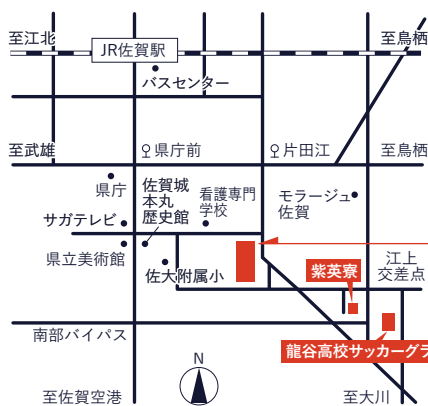 至江北
JR佐賀駅
至鳥栖
バスセンター
至武雄
県庁前
片田江
至鳥栖
県庁
佐賀城
本丸
歴史館
看護専門
学校
モラージュ
佐賀
サガテレビ
県立美術館
佐大附属小
紫英寮
江上
交差点
南部バイパス
龍谷高校サッカーグラ
至佐賀空港
N
至大川